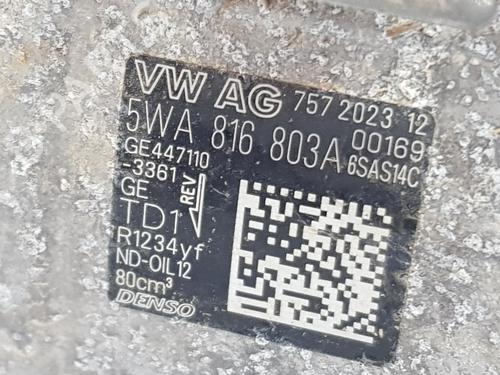 VW AG 757 2023 12
5WA 816 803A 00169
GE447110 6SAS14C
-3361
GE REV
TD1
R1234yf
ND-OIL12
80cm³
DENSO